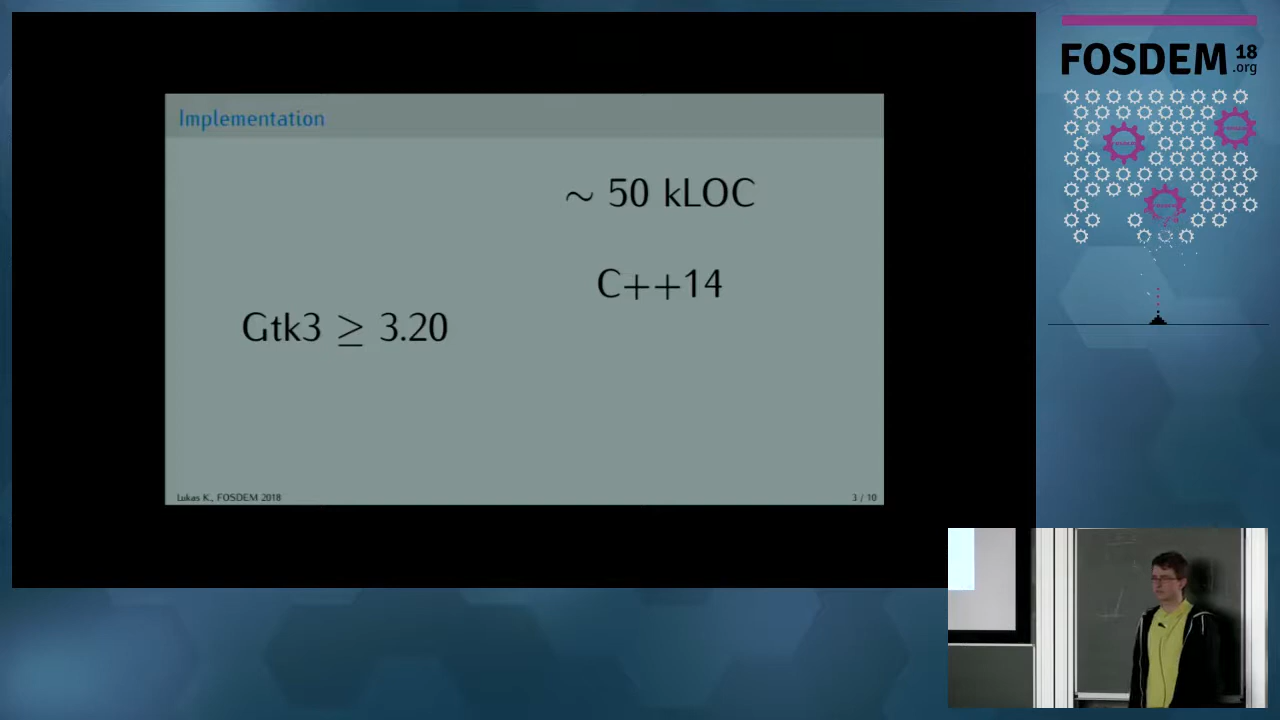 Implementation
~ 50 kLOC
C++14
Gtk3 ≥ 3.20
Lukas K., FOSDEM 2018
3 / 10
FOSDEM 18
.org